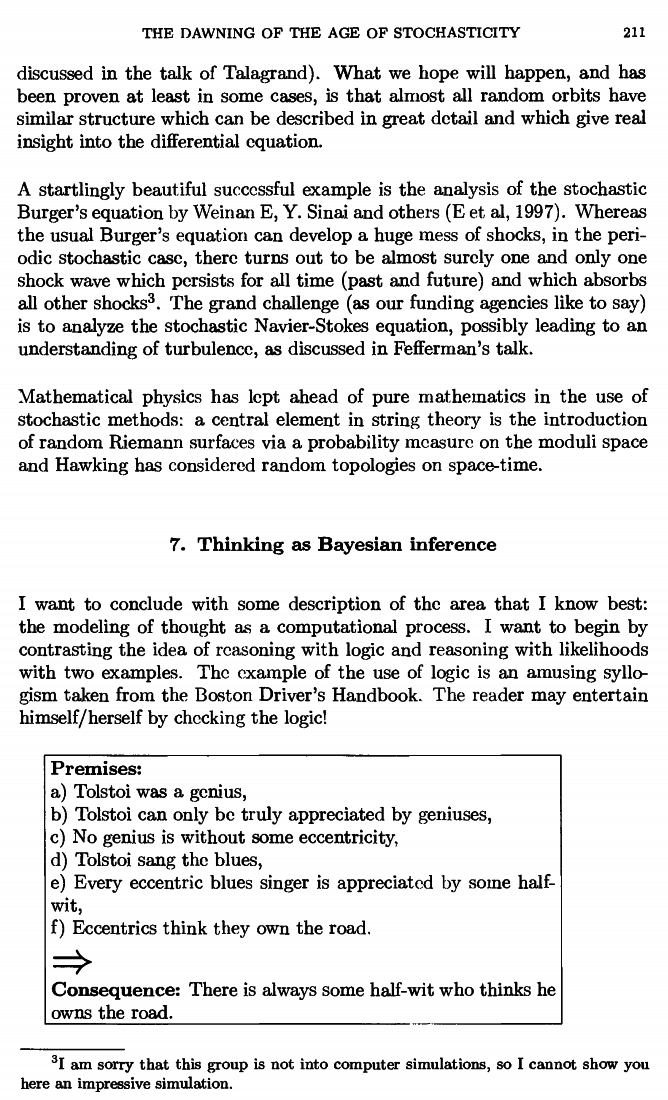 THE DAWNING OF THE AGE OF STOCHASTICITY 211
discussed in the talk of Talagrand). What we hope will happen, and has
been proven at least in some cases, is that almost all random orbits have
similar structure which can be described in great detail and which give real
insight into the differential equation.
A startlingly beautiful successful example is the analysis of the stochastic
Burger's equation by Weinan E, Y. Sinai and others (E et al, 1997). Whereas
the usual Burger's equation can develop a huge mess of shocks, in the peri-
odic stochastic case, there turns out to be almost surely one and only one
shock wave which persists for all time (past and future) and which absorbs
all other shocks³. The grand challenge (as our funding agencies like to say)
is to analyze the stochastic Navier-Stokes equation, possibly leading to an
understanding of turbulence, as discussed in Fefferman's talk.
Mathematical physics has lept ahead of pure mathematics in the use of
stochastic methods: a central element in string theory is the introduction
of random Riemann surfaces via a probability measure on the moduli space
and Hawking has considered random topologies on space-time.
7. Thinking as Bayesian inference
I want to conclude with some description of the area that I know best:
the modeling of thought as a computational process. I want to begin by
contrasting the idea of reasoning with logic and reasoning with likelihoods
with two examples. The example of the use of logic is an amusing syllo-
gism taken from the Boston Driver's Handbook. The reader may entertain
himself/herself by checking the logic!
Premises:
a) Tolstoi was a genius,
b) Tolstoi can only be truly appreciated by geniuses,
c) No genius is without some eccentricity,
d) Tolstoi sang the blues,
e) Every eccentric blues singer is appreciated by some half-
wit,
f) Eccentrics think they own the road.
⇒
Consequence: There is always some half-wit who thinks he
owns the road.
³I am sorry that this group is not into computer simulations, so I cannot show you
here an impressive simulation.